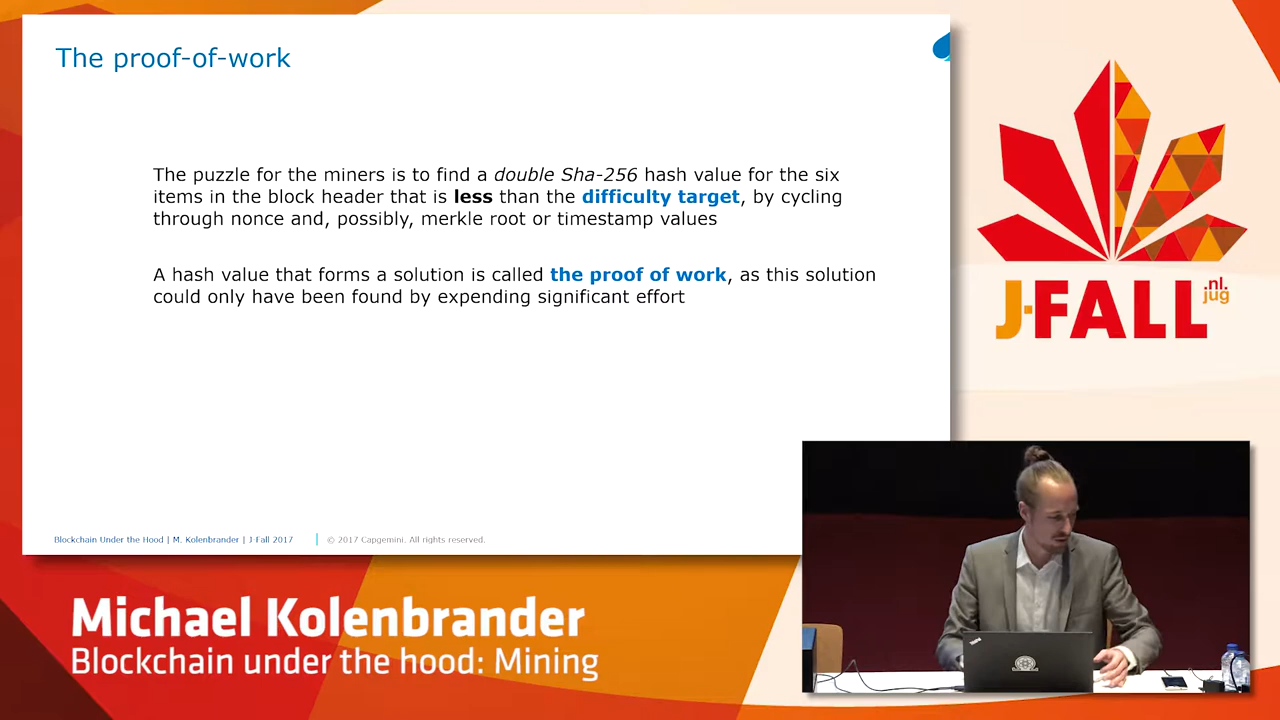 The proof-of-work
The puzzle for the miners is to find a double Sha-256 hash value for the six
items in the block header that is less than the difficulty target, by cycling
through nonce and, possibly, merkle root or timestamp values
A hash value that forms a solution is called the proof of work, as this solution
could only have been found by expending significant effort
Blockchain Under the Hood | M. Kolenbrander | J-Fall 2017
© 2017 Capgemini. All rights reserved.
J-FALL
.nl.
jug
Michael Kolenbrander
Blockchain under the hood: Mining